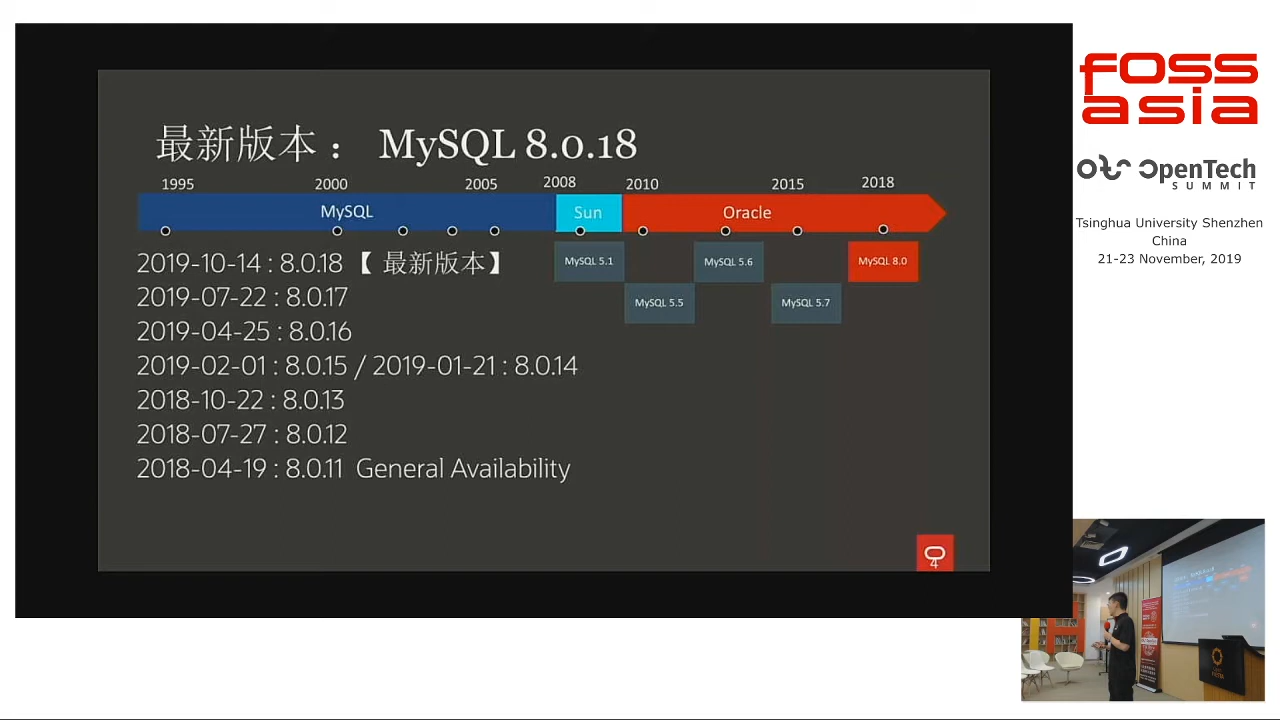 最新版本： MySQL 8.0.18
1995 2000 2005 2008 2010 2015 2018
MySQL Sun Oracle
MySQL 5.1 MySQL 5.6 MySQL 8.0
MySQL 5.5 MySQL 5.7
2019-10-14 : 8.0.18 【 最新版本】
2019-07-22 : 8.0.17
2019-04-25 : 8.0.16
2019-02-01 : 8.0.15 / 2019-01-21 : 8.0.14
2018-10-22 : 8.0.13
2018-07-27 : 8.0.12
2018-04-19 : 8.0.11 General Availability
4
FOSS
asia
OpenTech
SUMMIT
Tsinghua University Shenzhen
China
21-23 November, 2019